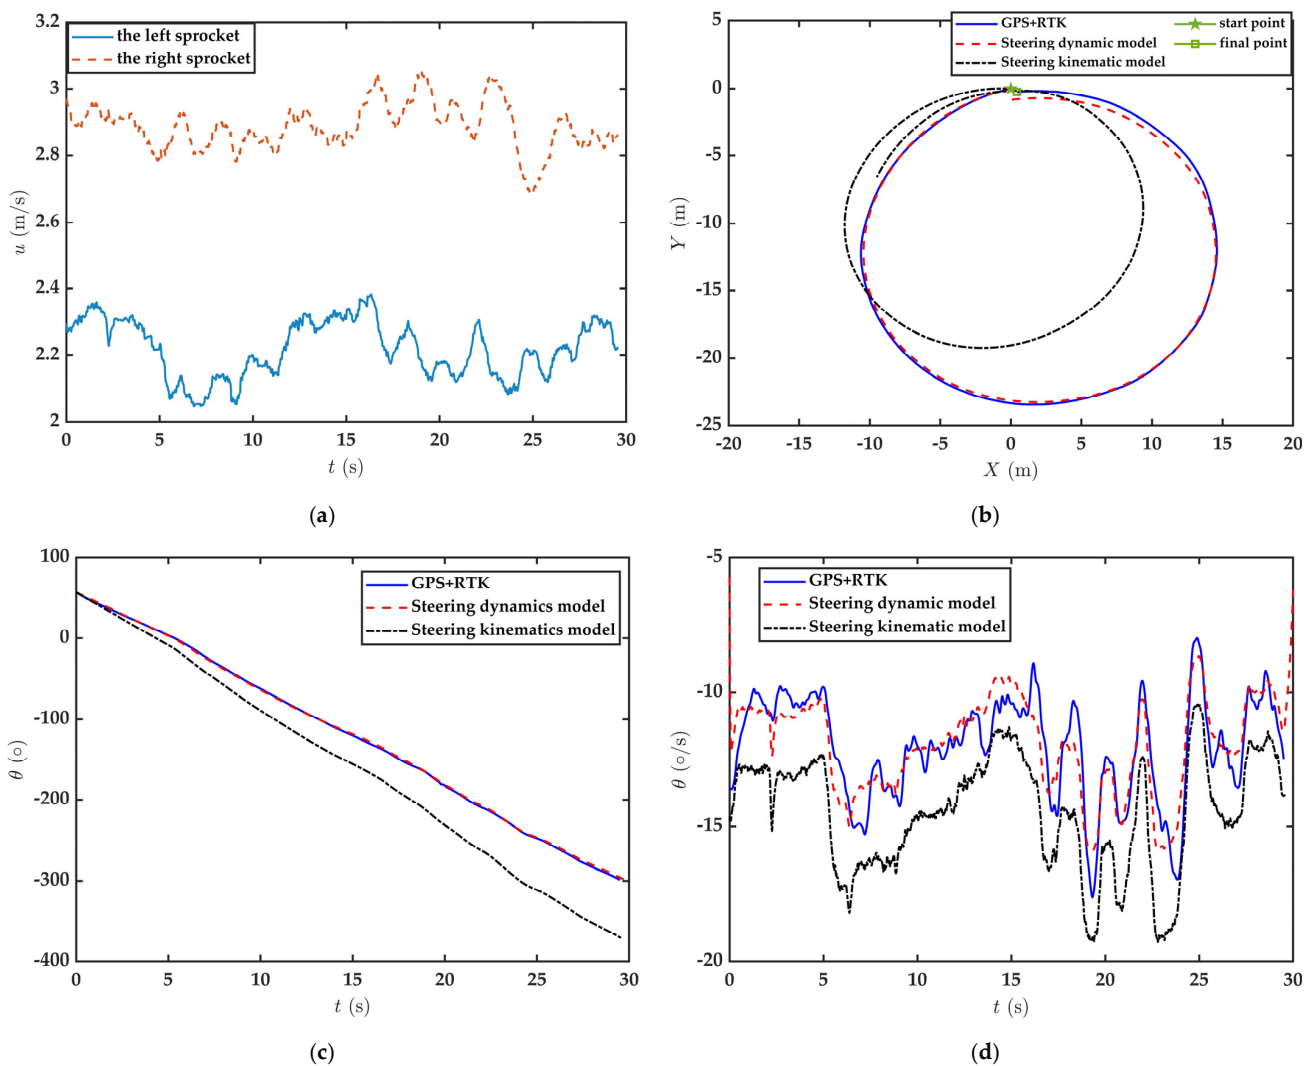 3.2
3
2.8
2.6
2.4
2.2
2
the left sprocket
the right sprocket
u (m/s)
0 5 10 15 20 25 30
t (s)
(a)
5
0
-5
-10
-15
-20
-25
GPS+RTK
Steering dynamic model
Steering kinematic model
start point
final point
Y (m)
-20 -15 -10 -5 0 5 10 15 20
X (m)
(b)
100
0
-100
-200
-300
-400
GPS+RTK
Steering dynamics model
Steering kinematics model
θ (○)
0 5 10 15 20 25 30
t (s)
(c)
-5
-10
-15
-20
GPS+RTK
Steering dynamic model
Steering kinematic model
θ (○/s)
0 5 10 15 20 25 30
t (s)
(d)